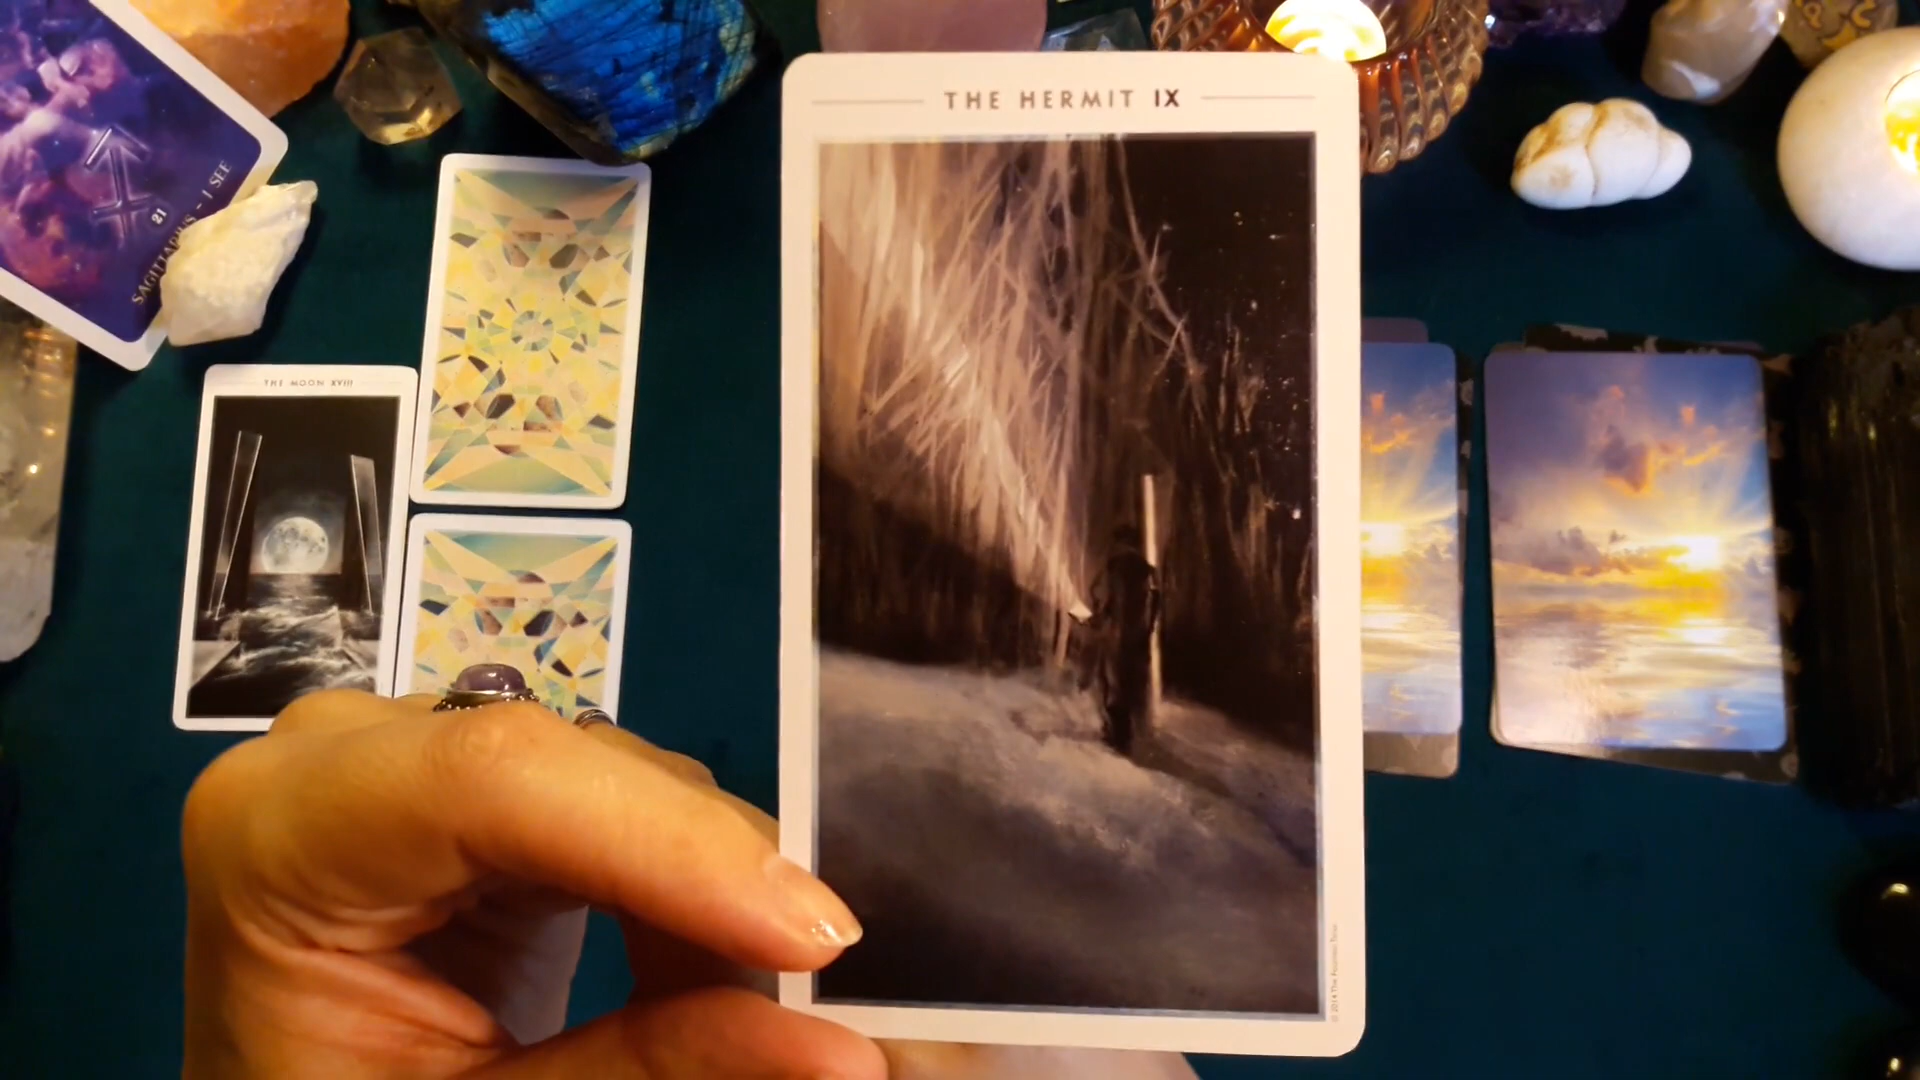 THE HERMIT IX
21
SAGITTARIUS - I SEE
THE MOON XVIII